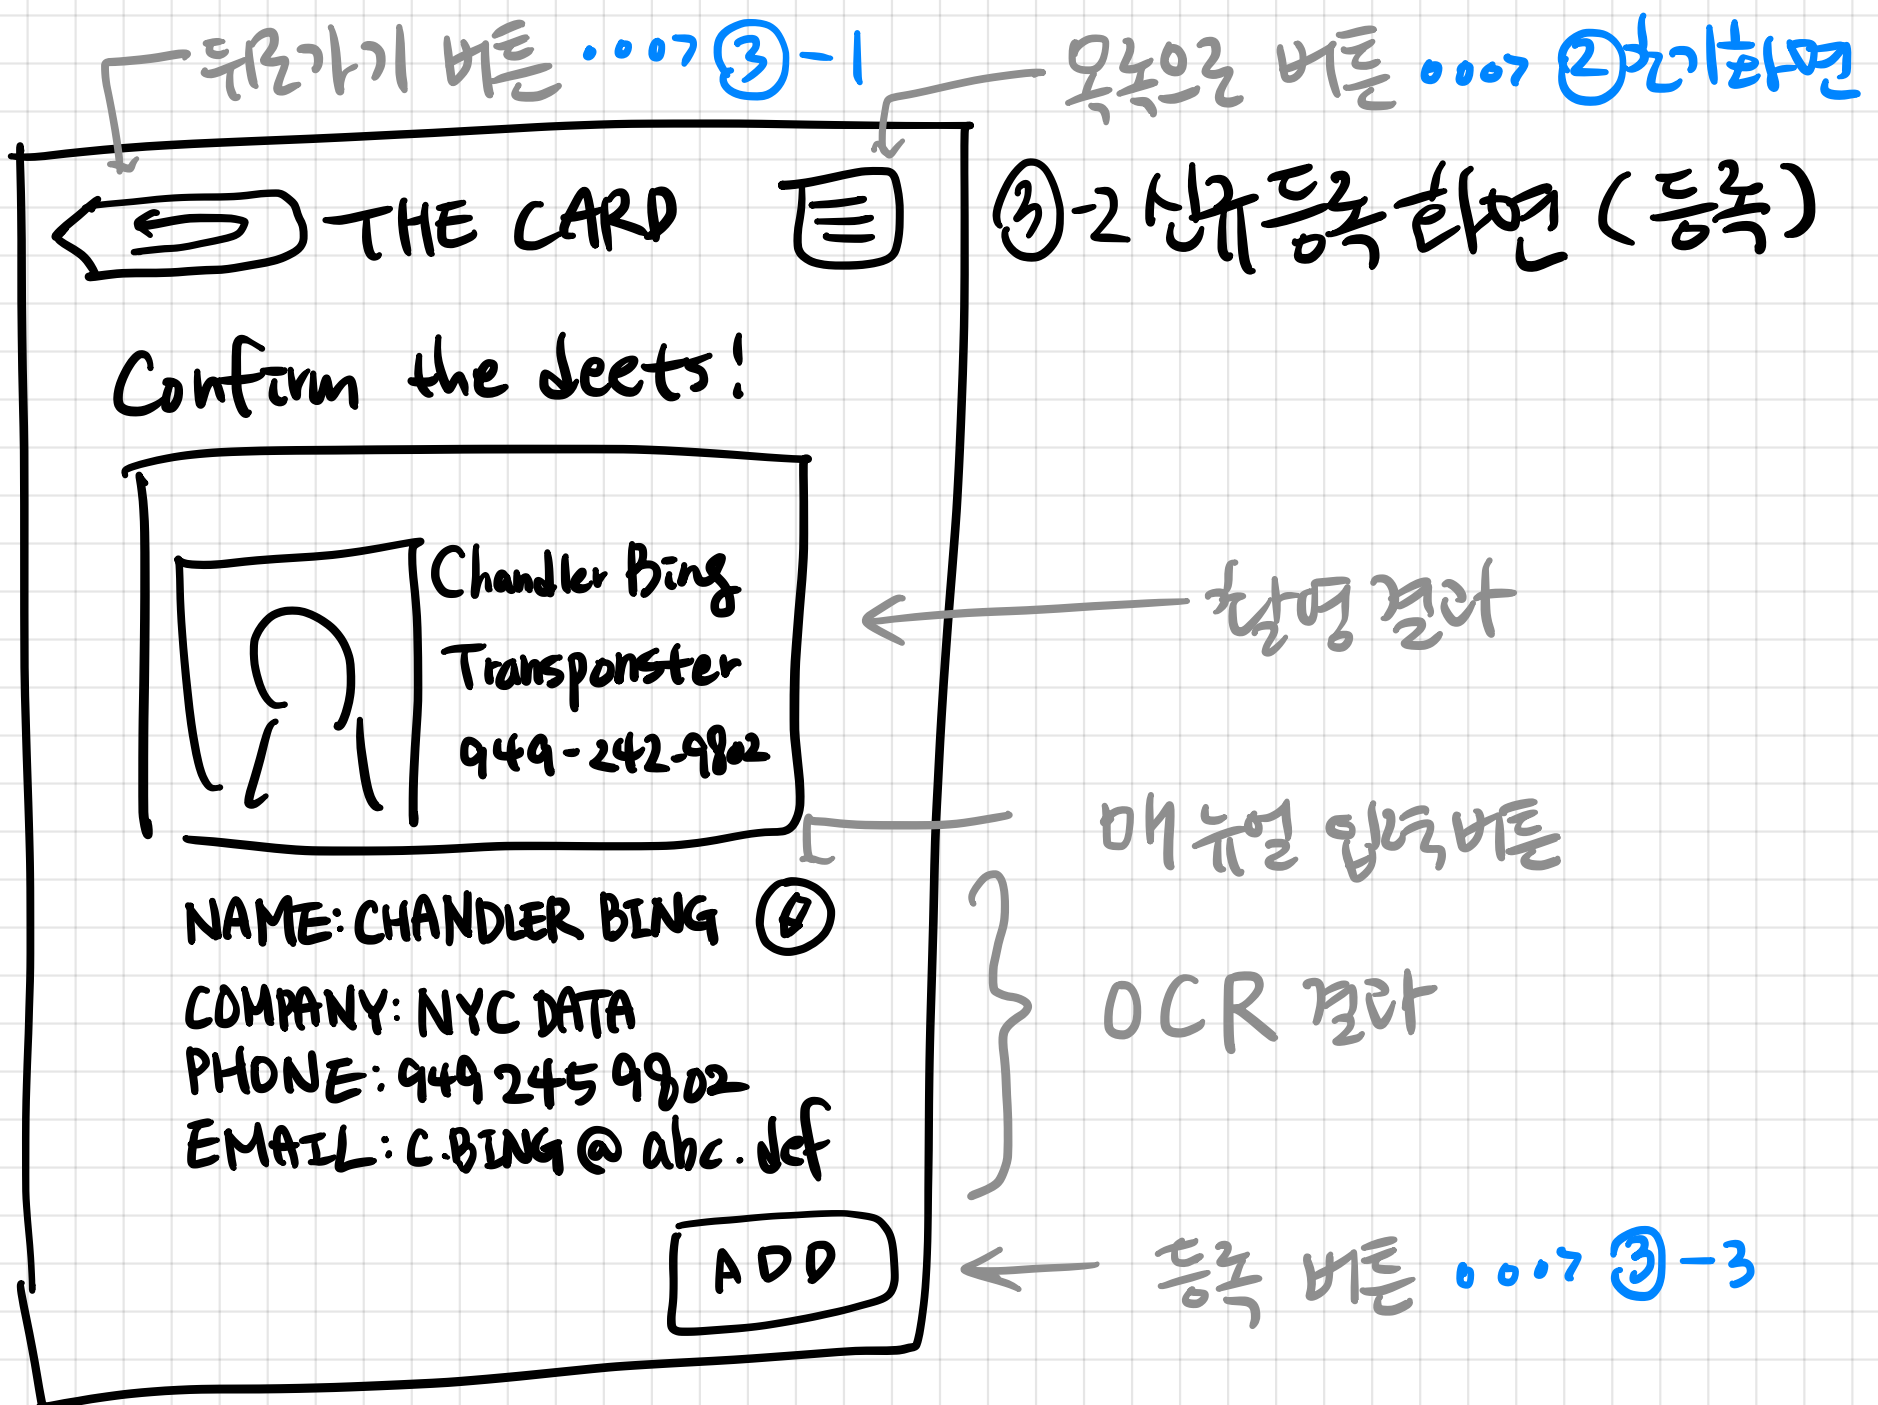 뒤로가기 버튼 ....> ③-1
목록으로 버튼 ....> ②초기화면
THE CARD
③-2 신규등록 화면 (등록)
Confirm the deets!
Chandler Bing
Transponster
949-242-9802
촬영 결과
매뉴얼 입력버튼
NAME: CHANDLER BING
COMPANY: NYC DATA
PHONE: 949 245 9802
EMAIL: C.BING@abc.def
OCR 결과
ADD
등록 버튼 ....> ③-3